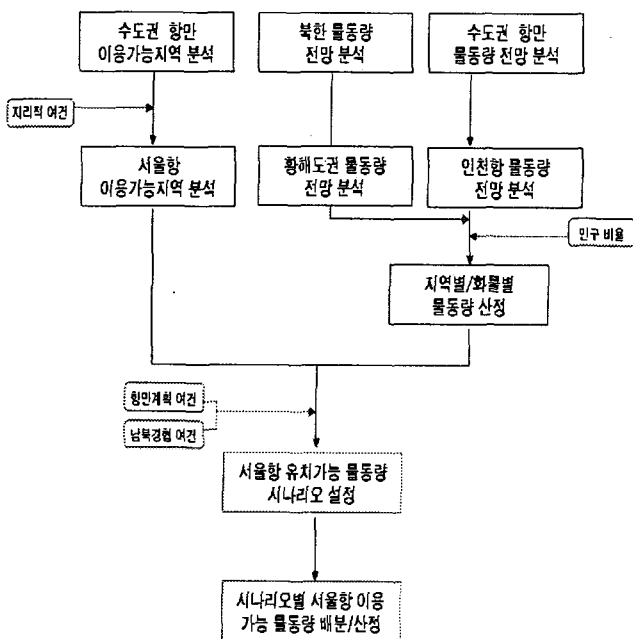 수도권 항만
이용가능지역 분석
북한 물동량
전망 분석
수도권 항만
물동량 전망 분석
지리적 여건
서울항
이용가능지역 분석
황해도권 물동량
전망 분석
인천항 물동량
전망 분석
인구 비율
지역별/화물별
물동량 산정
항만계획 여건
남북경협 여건
서울항 유치가능 물동량
시나리오 설정
시나리오별 서울항 이용
가능 물동량 배분/산정